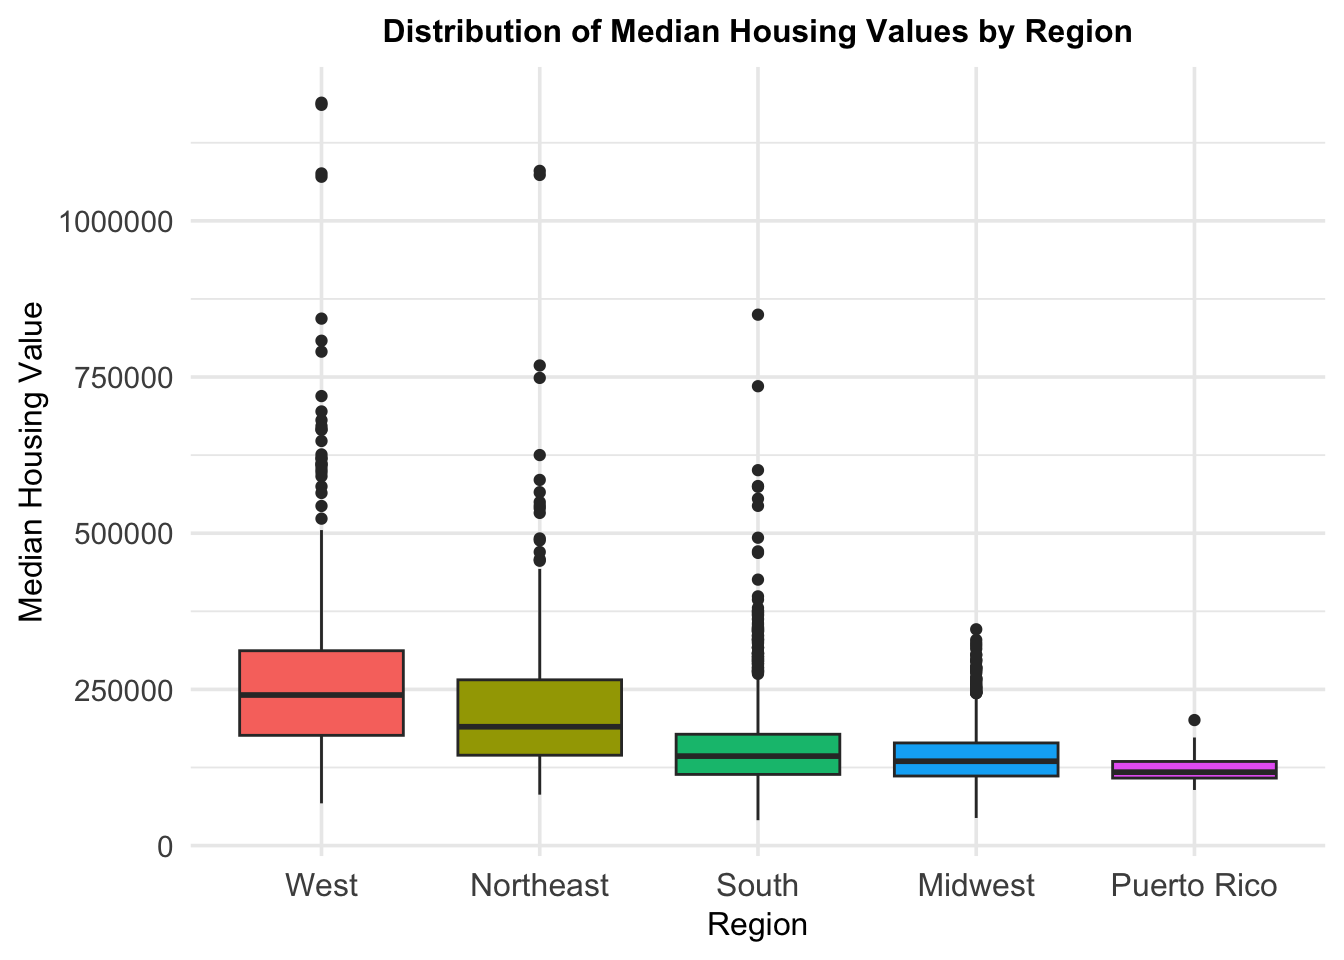 Distribution of Median Housing Values by Region
Median Housing Value
1000000
750000
500000
250000
0
West
Northeast
South
Midwest
Puerto Rico
Region